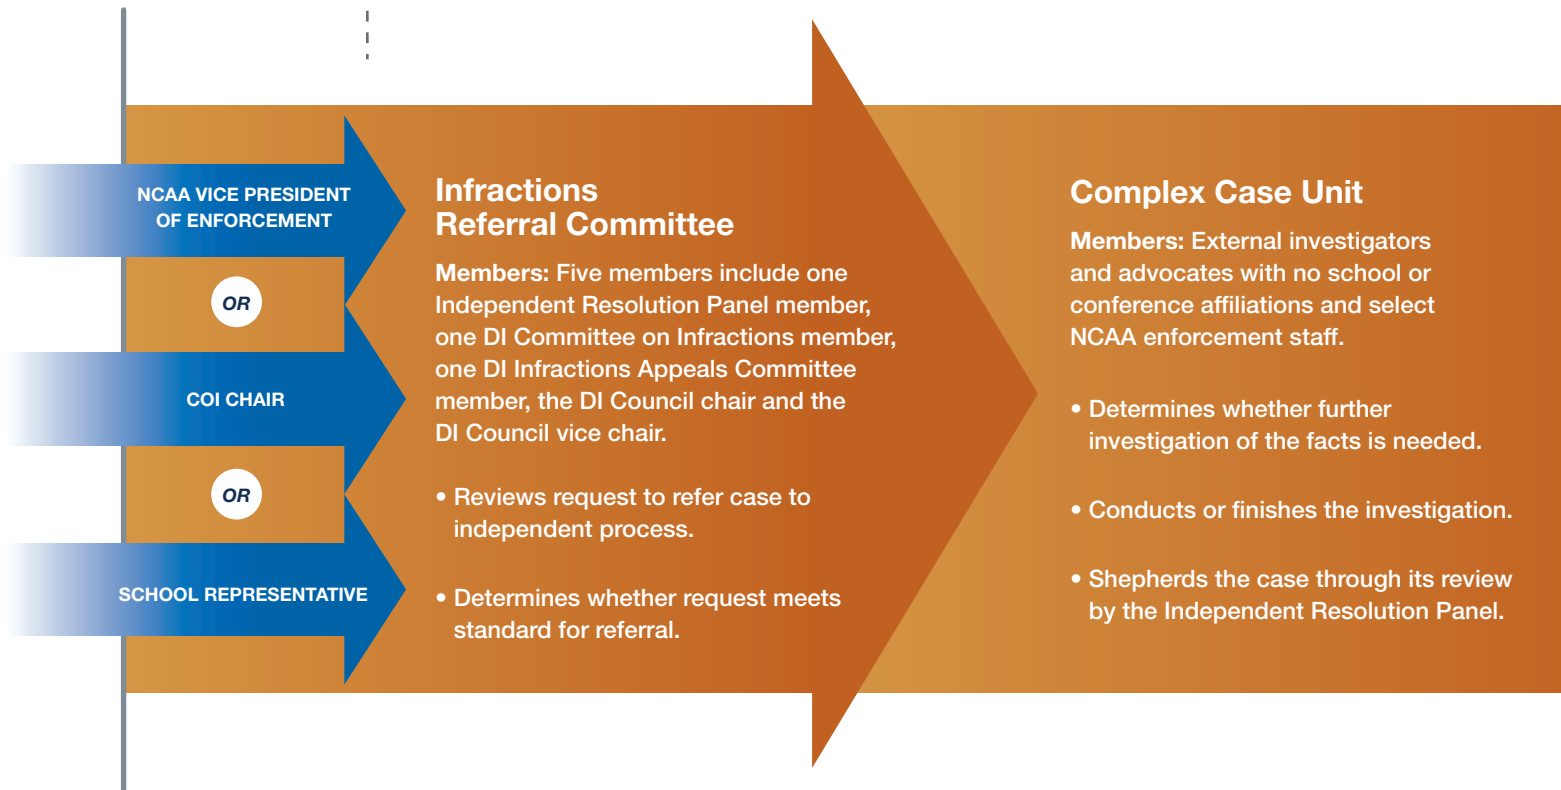 NCAA VICE PRESIDENT
OF ENFORCEMENT
OR
COI CHAIR
OR
SCHOOL REPRESENTATIVE
Infractions
Referral Committee
Members: Five members include one
Independent Resolution Panel member,
one DI Committee on Infractions member,
one DI Infractions Appeals Committee
member, the DI Council chair and the
DI Council vice chair.
• Reviews request to refer case to
independent process.
• Determines whether request meets
standard for referral.
Complex Case Unit
Members: External investigators
and advocates with no school or
conference affiliations and select
NCAA enforcement staff.
• Determines whether further
investigation of the facts is needed.
• Conducts or finishes the investigation.
• Shepherds the case through its review
by the Independent Resolution Panel.